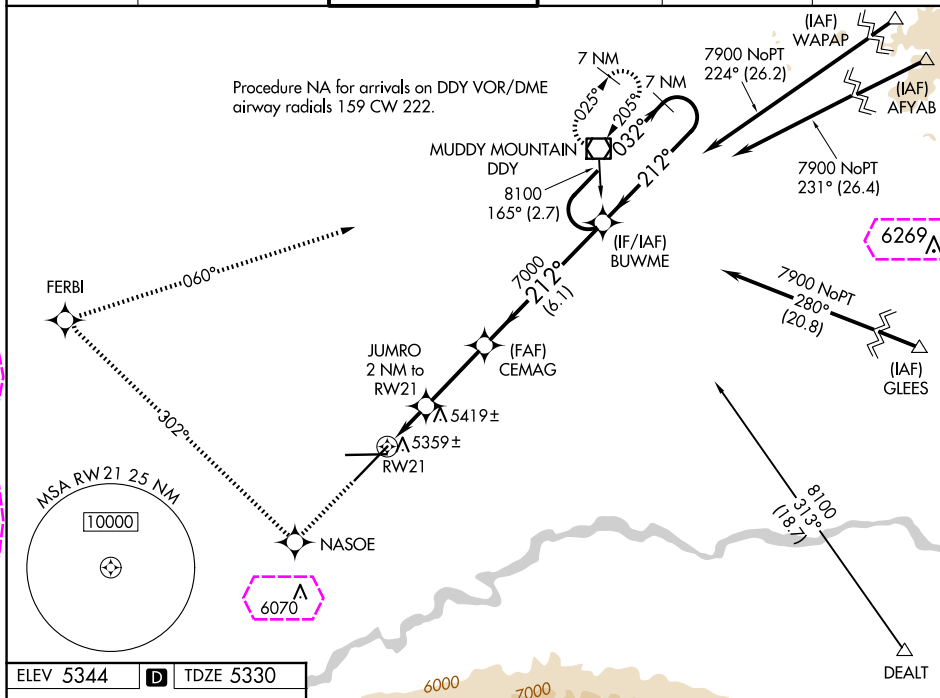 Procedure NA for arrivals on DDY VOR/DME
airway radials 159 CW 222.
7 NM
7 NM
025°
205°
032°
212°
MUDDY MOUNTAIN
DDY
8100
165° (2.7)
(IF/IAF)
BUWME
(IAF)
WAPAP
7900 NoPT
224° (26.2)
(IAF)
AFYAB
7900 NoPT
231° (26.4)
6269
7900 NoPT
280°
(20.8)
(IAF)
GLEES
060°
FERBI
7000
212°
(6.1)
(FAF)
CEMAG
JUMRO
2 NM to
RW21
5419±
5359±
RW21
302°
MSA RW21 25 NM
10000
NASOE
6070
8100
313°
(18.7)
DEALT
ELEV 5344 D TDZE 5330
6000
7000